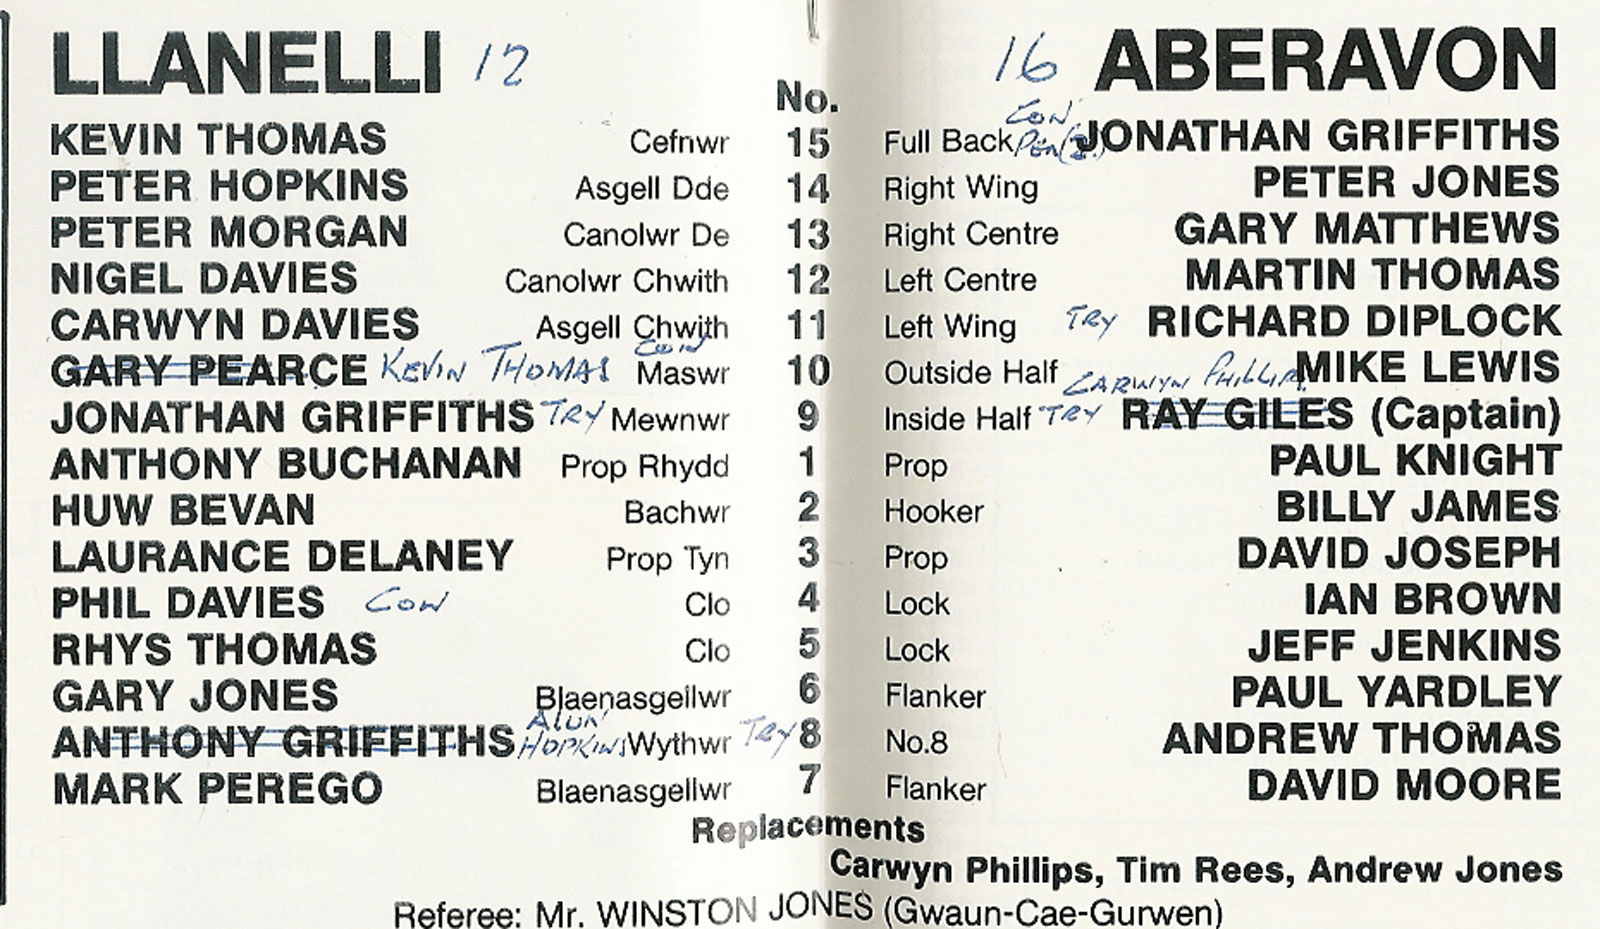 LLANELLI 12 16 ABERAVON
No.
CON
KEVIN THOMAS Cefnwr 15 Full Back PEN(2.) JONATHAN GRIFFITHS
PETER HOPKINS Asgell Dde 14 Right Wing PETER JONES
PETER MORGAN Canolwr De 13 Right Centre GARY MATTHEWS
NIGEL DAVIES Canolwr Chwith 12 Left Centre MARTIN THOMAS
CARWYN DAVIES Asgell Chwith 11 Left Wing TRY RICHARD DIPLOCK
GARY PEARCE KEVIN THOMAS Maswr 10 Outside Half MIKE LEWIS
CARWYN PHILLIPS
JONATHAN GRIFFITHS TRY Mewnwr 9 Inside Half TRY RAY GILES (Captain)
ANTHONY BUCHANAN Prop Rhydd 1 Prop PAUL KNIGHT
HUW BEVAN Bachwr 2 Hooker BILLY JAMES
LAURANCE DELANEY Prop Tyn 3 Prop DAVID JOSEPH
PHIL DAVIES CON Clo 4 Lock IAN BROWN
RHYS THOMAS Clo 5 Lock JEFF JENKINS
GARY JONES Blaenasgellwr 6 Flanker PAUL YARDLEY
ALUN
ANTHONY GRIFFITHS HOPKINS Wythwr TRY 8 No.8 ANDREW THOMAS
MARK PEREGO Blaenasgellwr 7 Flanker DAVID MOORE
Replacements
Carwyn Phillips, Tim Rees, Andrew Jones
Referee: Mr. WINSTON JONES (Gwaun-Cae-Gurwen)